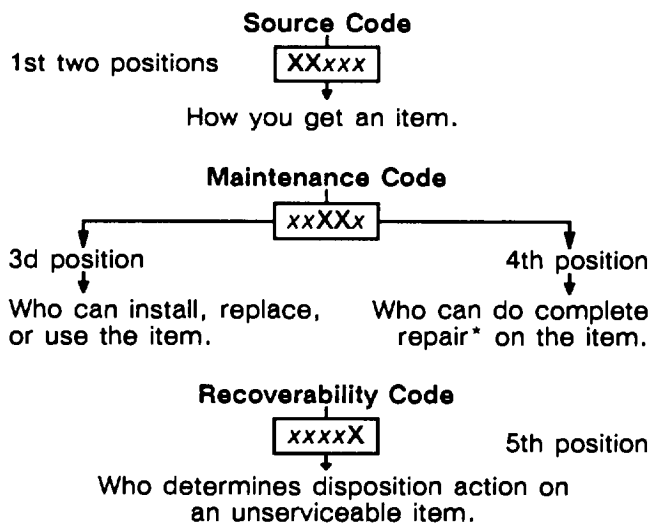 Source Code
1st two positions XXxxx
How you get an item.
Maintenance Code
xxXXx
3d position 4th position
Who can install, replace, Who can do complete
or use the item. repair* on the item.
Recoverability Code
xxxxX 5th position
Who determines disposition action on
an unserviceable item.